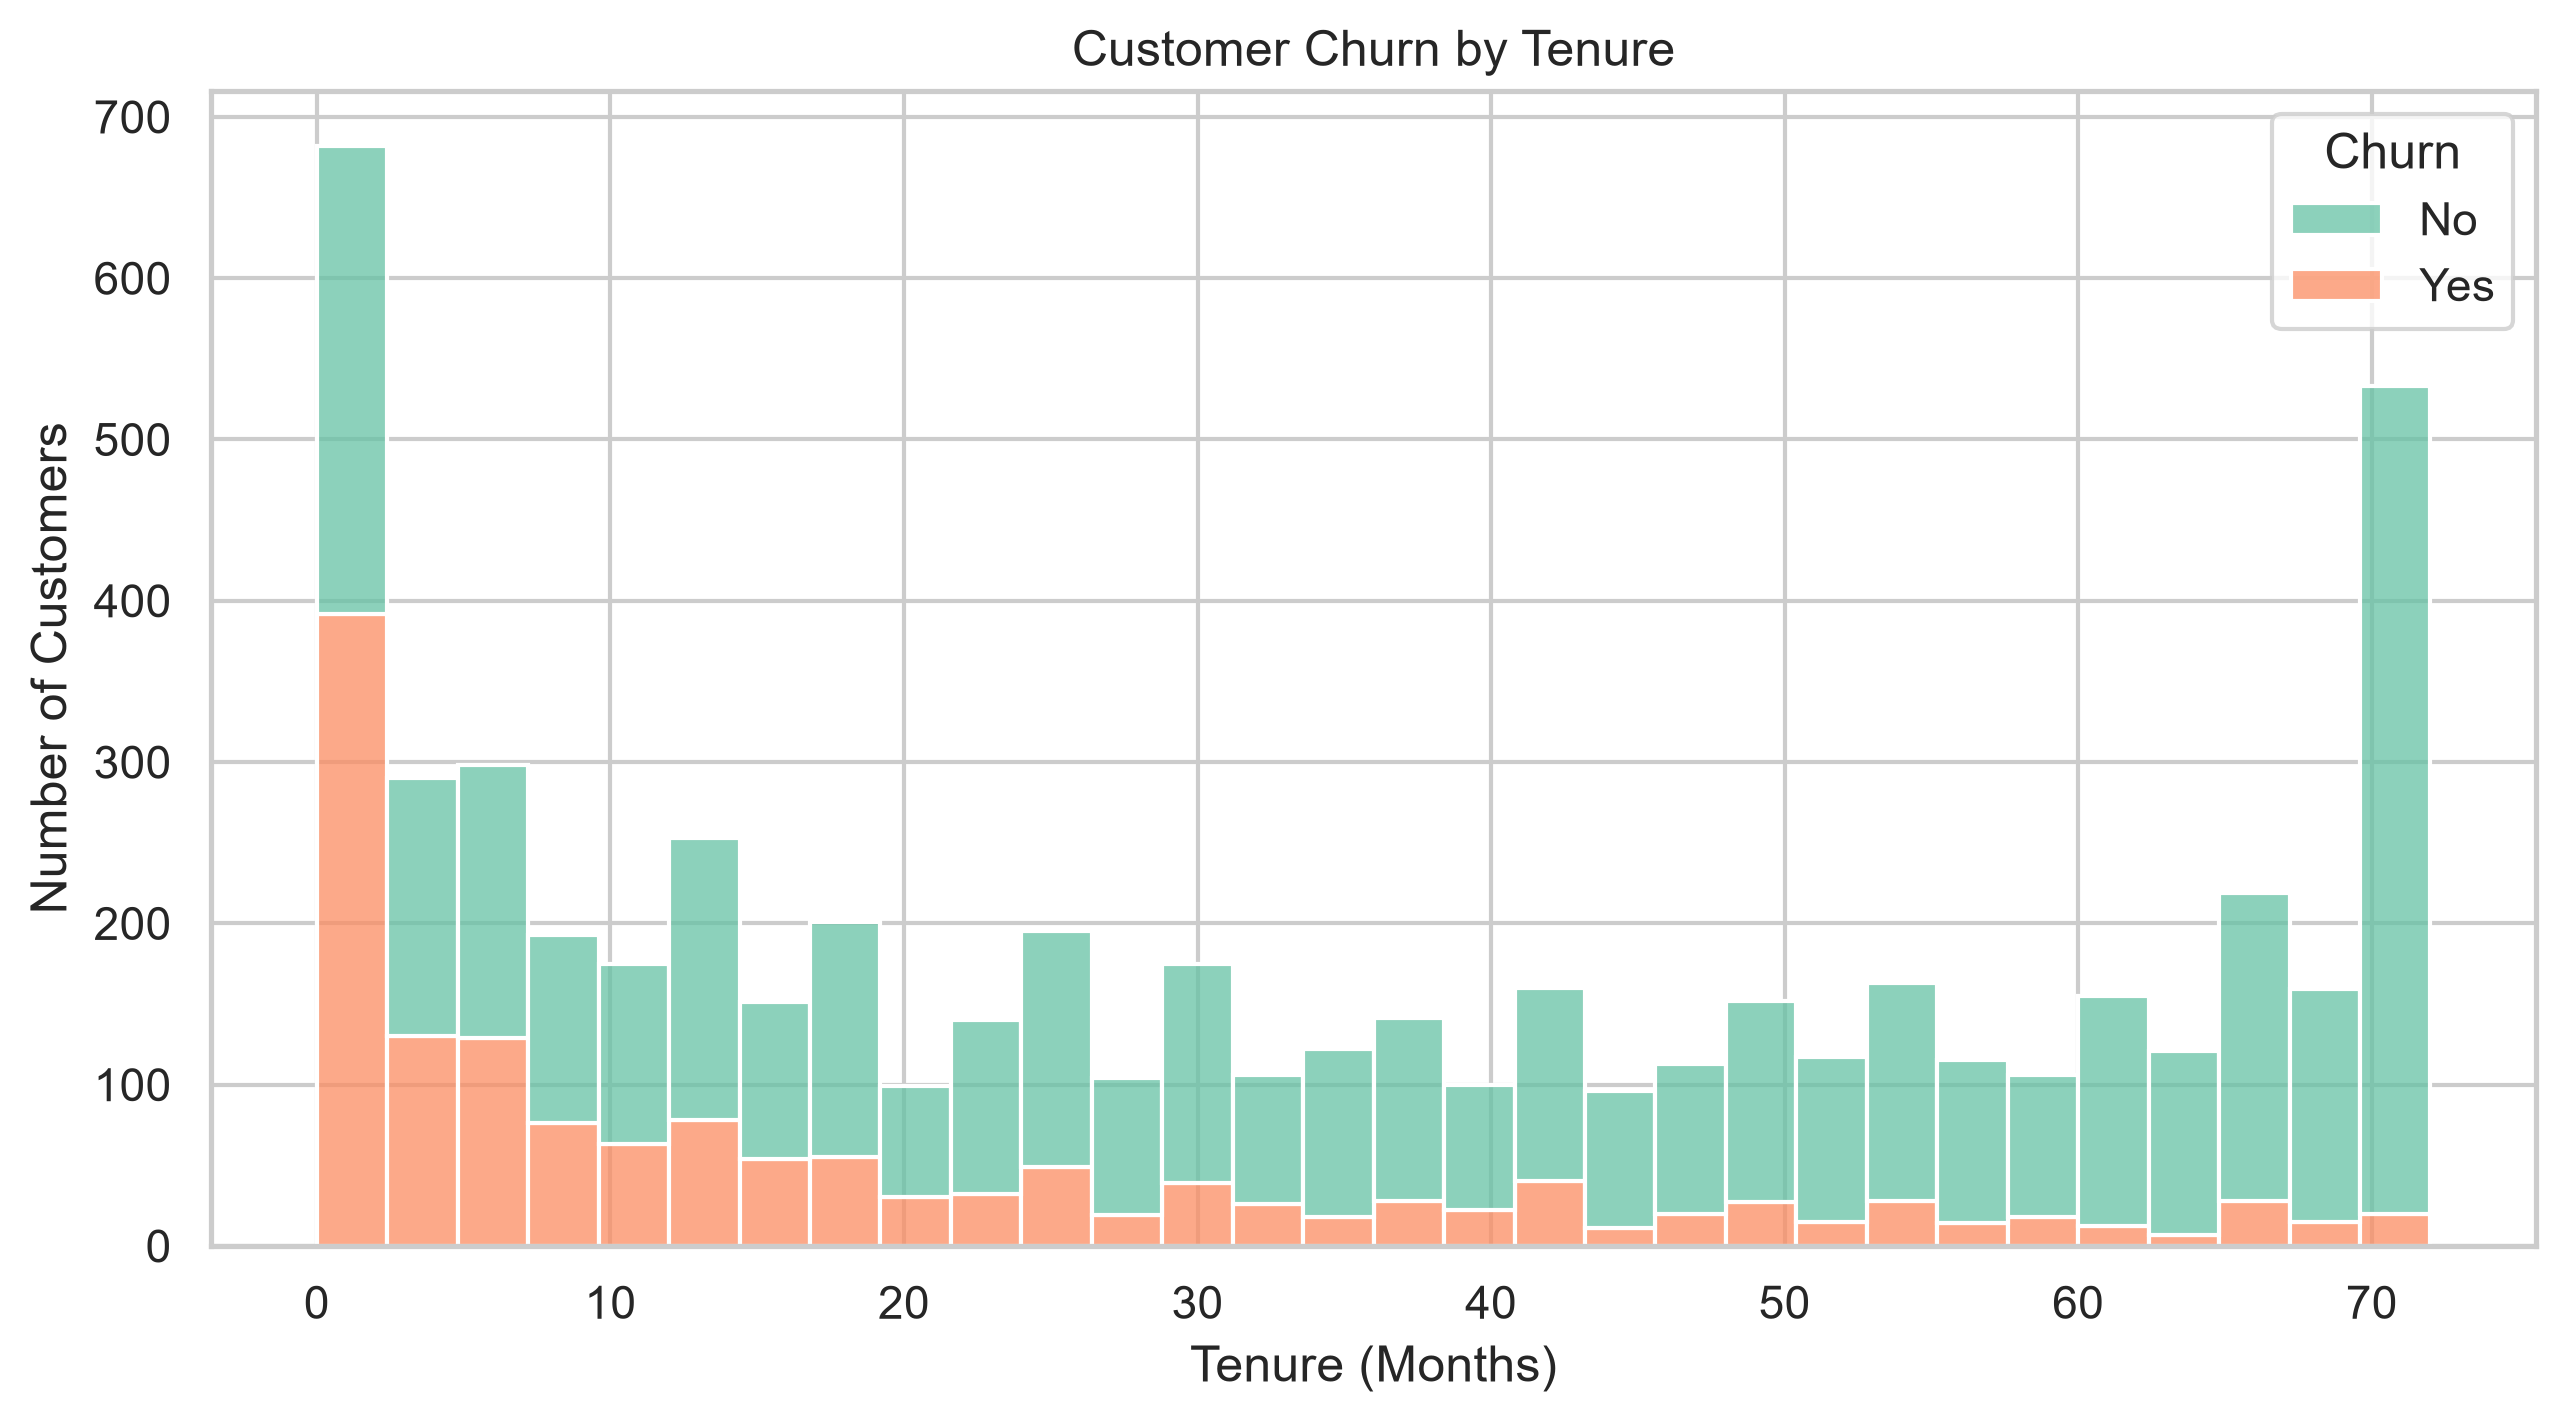 Customer Churn by Tenure
Number of Customers
700
600
500
400
300
200
100
0
Churn
No
Yes
0 10 20 30 40 50 60 70
Tenure (Months)